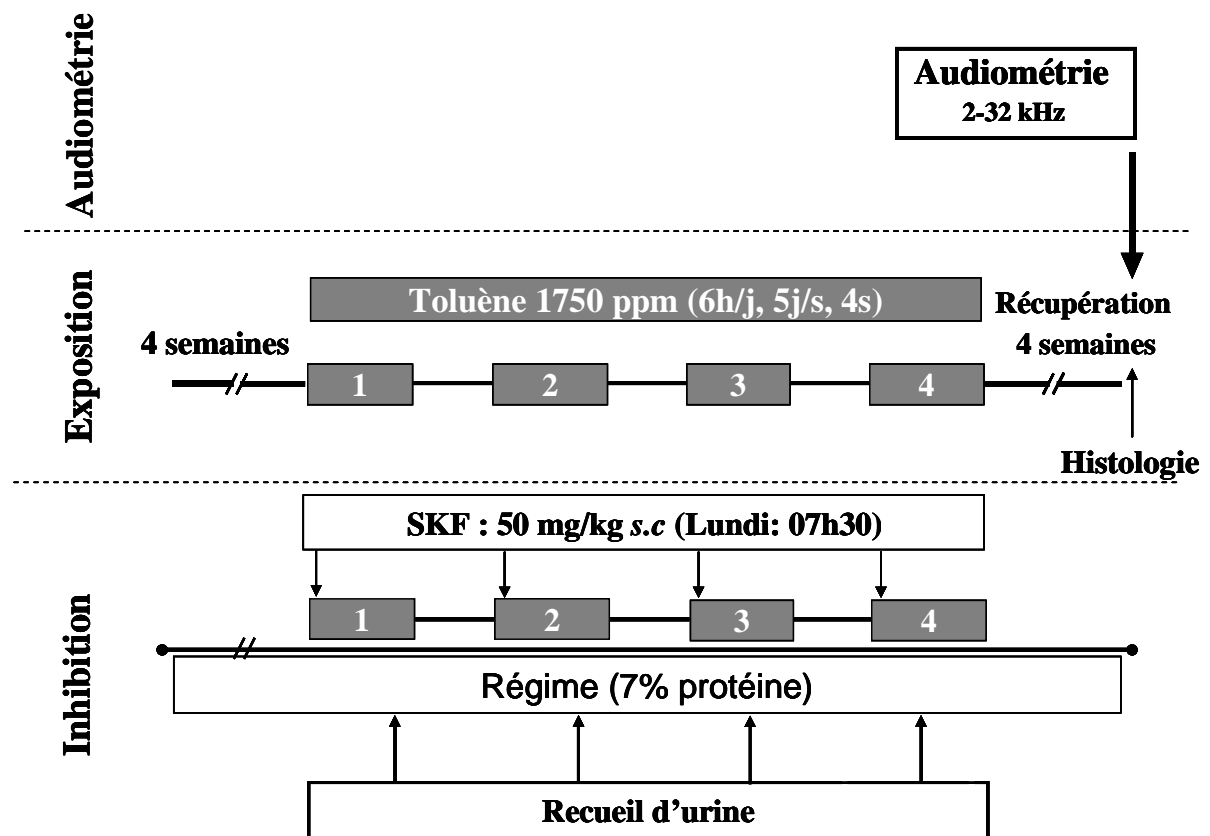 Audiométrie
Audiométrie
2-32 kHz
Exposition
Toluène 1750 ppm (6h/j, 5j/s, 4s)
Récupération
4 semaines
4 semaines
1
2
3
4
Histologie
Inhibition
SKF : 50 mg/kg s.c (Lundi: 07h30)
1
2
3
4
Régime (7% protéine)
Recueil d'urine